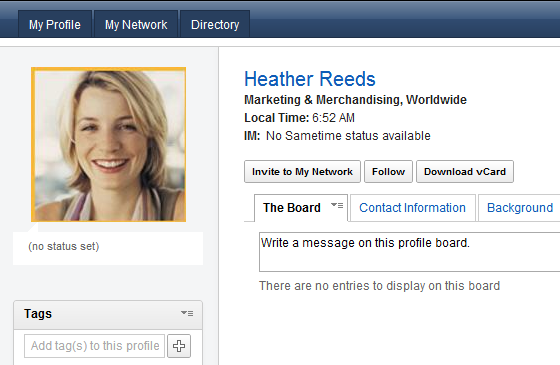 My Profile My Network Directory
Heather Reeds
Marketing & Merchandising, Worldwide
Local Time: 6:52 AM
IM: No Sametime status available
Invite to My Network Follow Download vCard
The Board Contact Information Background
Write a message on this profile board.
There are no entries to display on this board
(no status set)
Tags
Add tag(s) to this profile